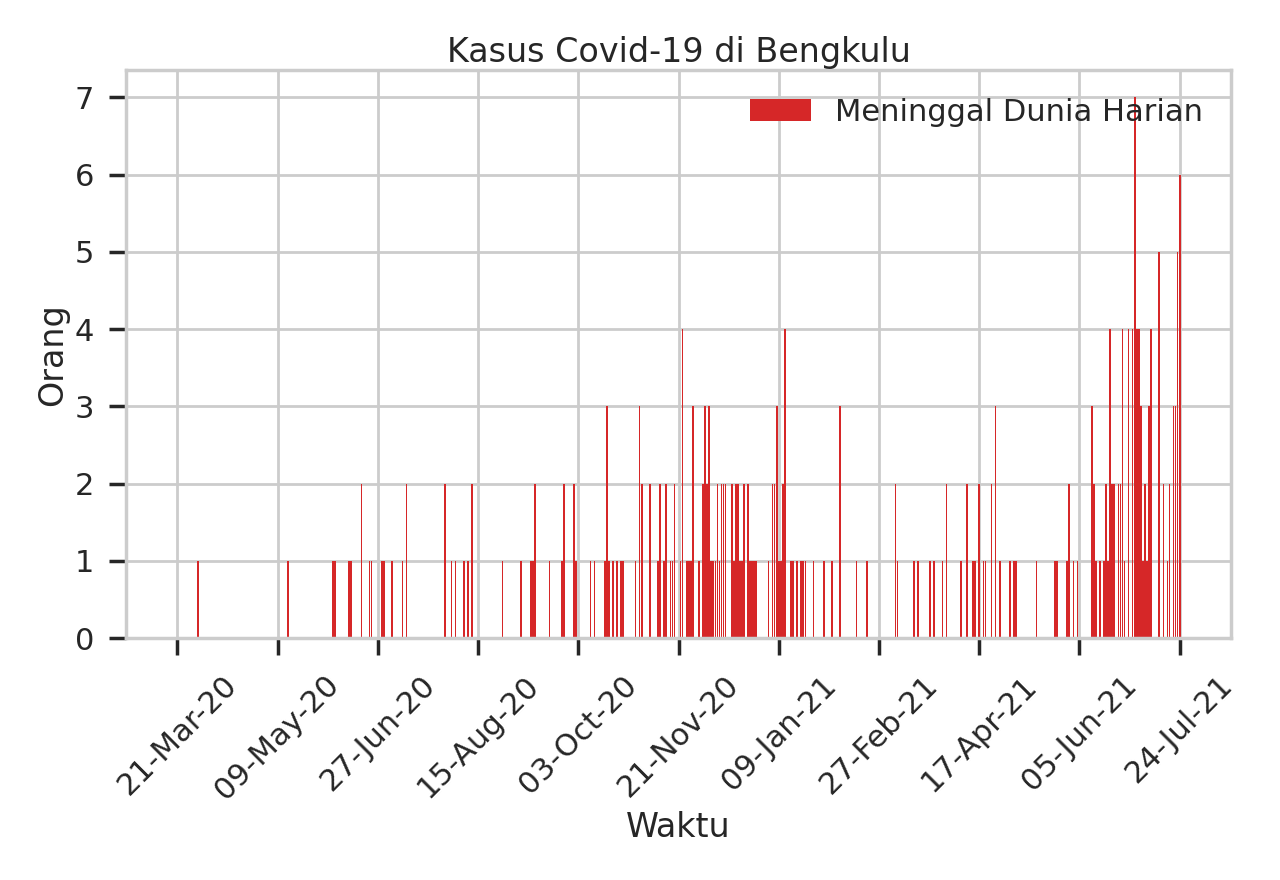 Kasus Covid-19 di Bengkulu
Meninggal Dunia Harian
7
6
5
4
3
2
1
0
Orang
21-Mar-20
09-May-20
27-Jun-20
15-Aug-20
03-Oct-20
21-Nov-20
09-Jan-21
27-Feb-21
17-Apr-21
05-Jun-21
24-Jul-21
Waktu